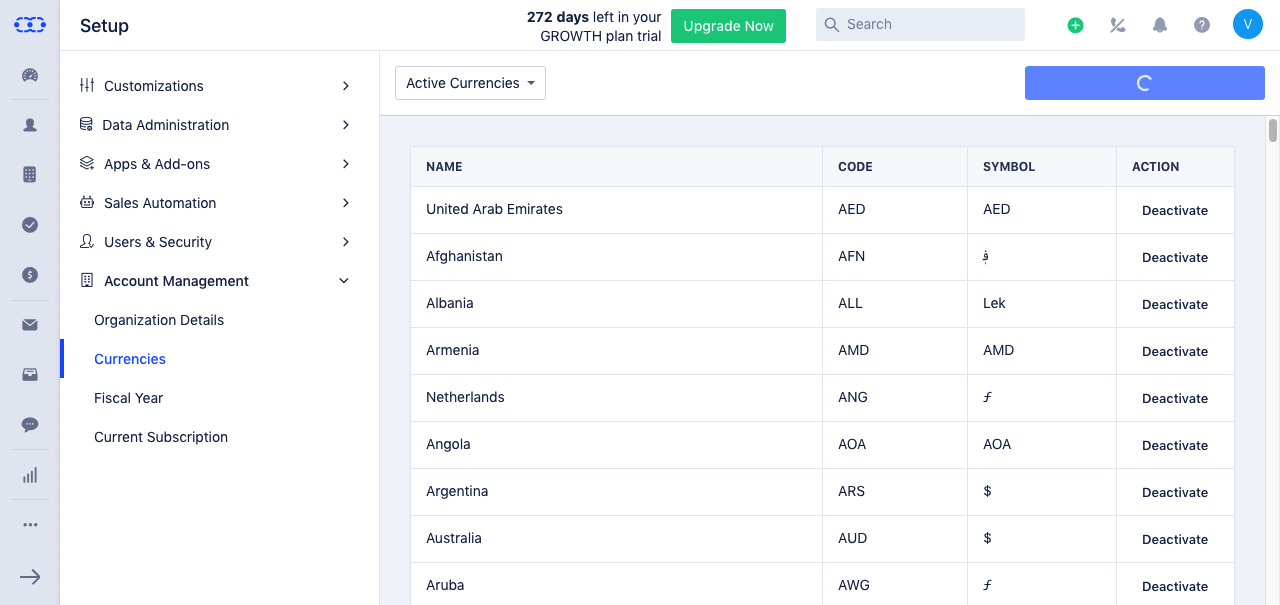 Setup
272 days left in your
GROWTH plan trial
Upgrade Now
Search
V
Customizations
Data Administration
Apps & Add-ons
Sales Automation
Users & Security
Account Management
Organization Details
Currencies
Fiscal Year
Current Subscription
Active Currencies
NAME CODE SYMBOL ACTION
United Arab Emirates AED AED Deactivate
Afghanistan AFN ؋ Deactivate
Albania ALL Lek Deactivate
Armenia AMD AMD Deactivate
Netherlands ANG ƒ Deactivate
Angola AOA AOA Deactivate
Argentina ARS $ Deactivate
Australia AUD $ Deactivate
Aruba AWG ƒ Deactivate